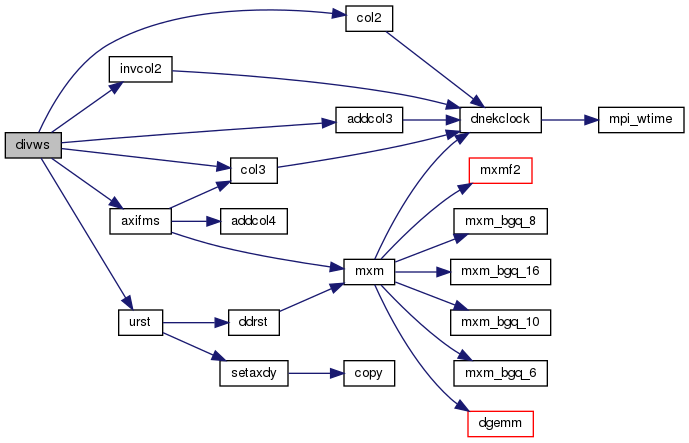 col2
invcol2
addcol3
dnekclock
mpi_wtime
divws
col3
mxmf2
axifms
addcol4
mxm_bgq_8
mxm
mxm_bgq_16
urst
ddrst
mxm_bgq_10
setaxdy
copy
mxm_bgq_6
dgemm